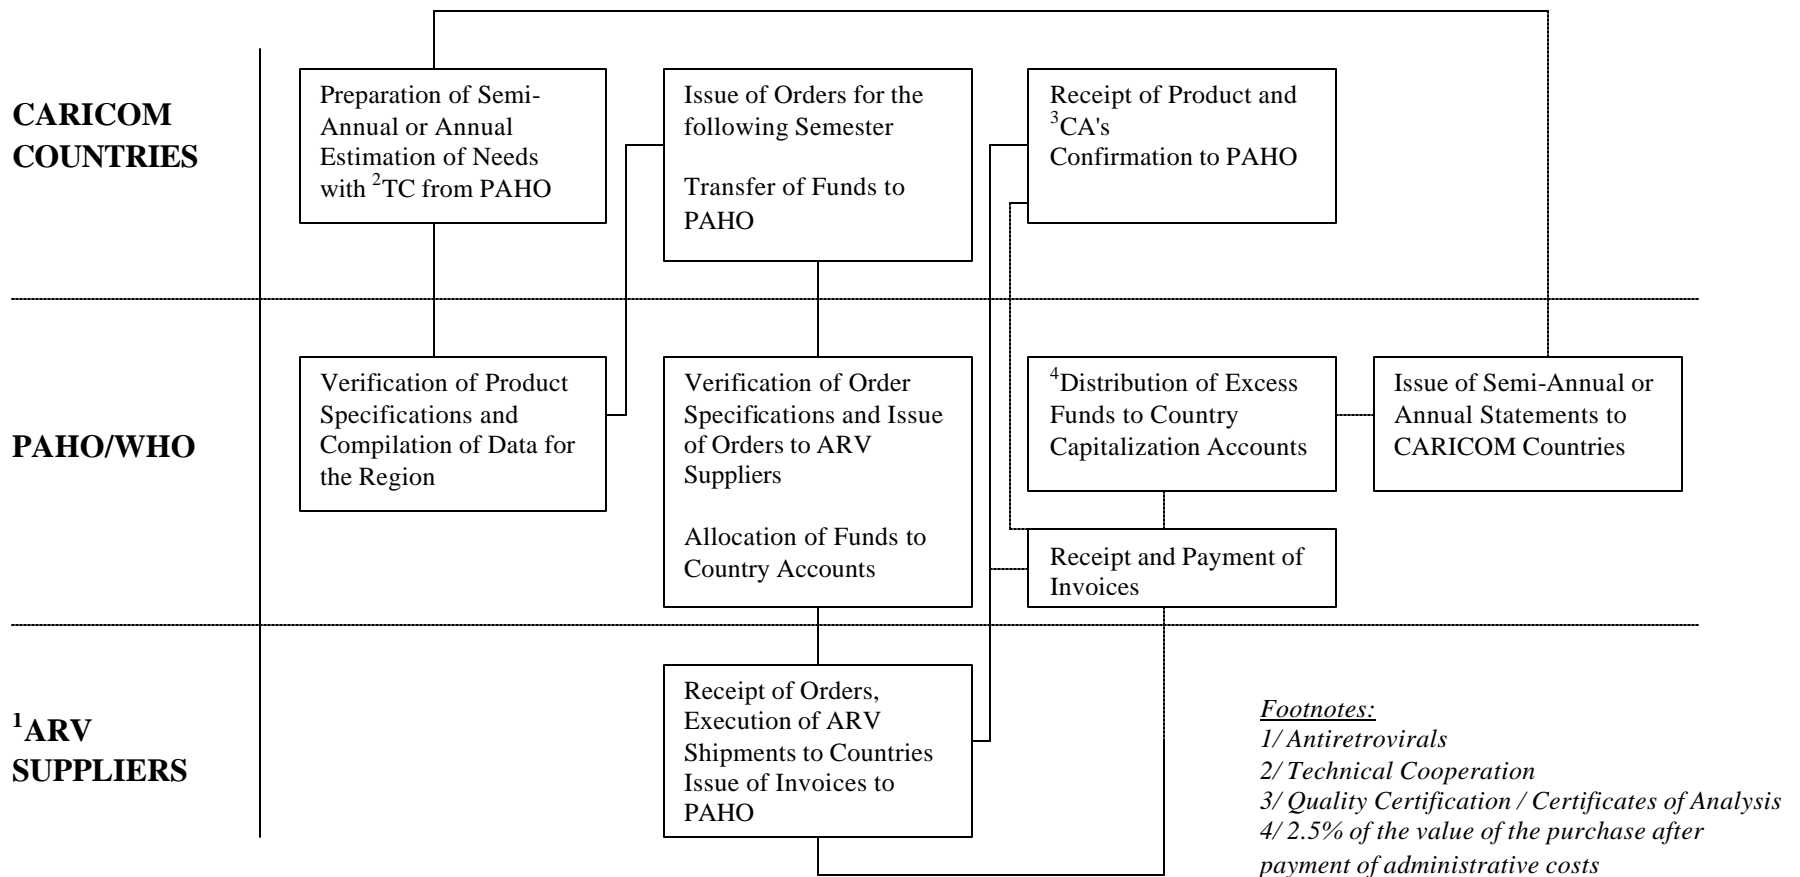 CARICOM
COUNTRIES
Preparation of Semi-
Annual or Annual
Estimation of Needs
with ²TC from PAHO
Issue of Orders for the
following Semester
Transfer of Funds to
PAHO
Receipt of Product and
³CA's
Confirmation to PAHO
PAHO/WHO
Verification of Product
Specifications and
Compilation of Data for
the Region
Verification of Order
Specifications and Issue
of Orders to ARV
Suppliers
Allocation of Funds to
Country Accounts
⁴Distribution of Excess
Funds to Country
Capitalization Accounts
Issue of Semi-Annual or
Annual Statements to
CARICOM Countries
Receipt and Payment of
Invoices
¹ARV
SUPPLIERS
Receipt of Orders,
Execution of ARV
Shipments to Countries
Issue of Invoices to
PAHO
Footnotes:
1/ Antiretrovirals
2/ Technical Cooperation
3/ Quality Certification / Certificates of Analysis
4/ 2.5% of the value of the purchase after
payment of administrative costs